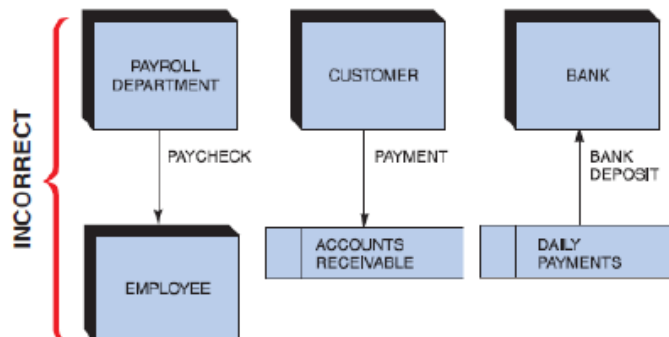 INCORRECT
PAYROLL
DEPARTMENT
PAYCHECK
EMPLOYEE
CUSTOMER
PAYMENT
ACCOUNTS
RECEIVABLE
BANK
BANK
DEPOSIT
DAILY
PAYMENTS